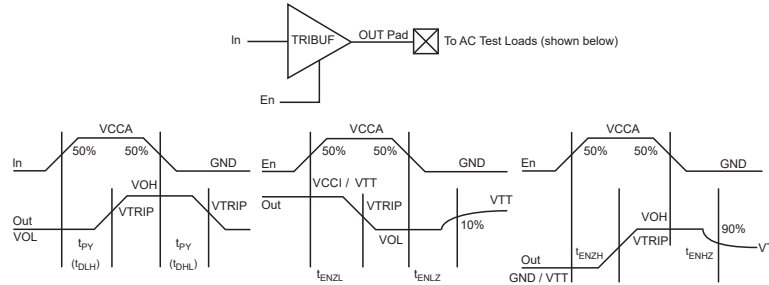 In
TRIBUF
OUT Pad
To AC Test Loads (shown below)
En
VCCA
In
50%
50%
GND
VOH
Out
VTRIP
VTRIP
VOL
tPY
tPY
(tDLH)
(tDHL)
VCCA
En
50%
50%
GND
VCCI / VTT
Out
VTRIP
VTT
VOL
10%
tENZL
tENLZ
VCCA
En
50%
50%
GND
VOH
90%
VTRIP
Out
tENZH
tENHZ
GND / VTT